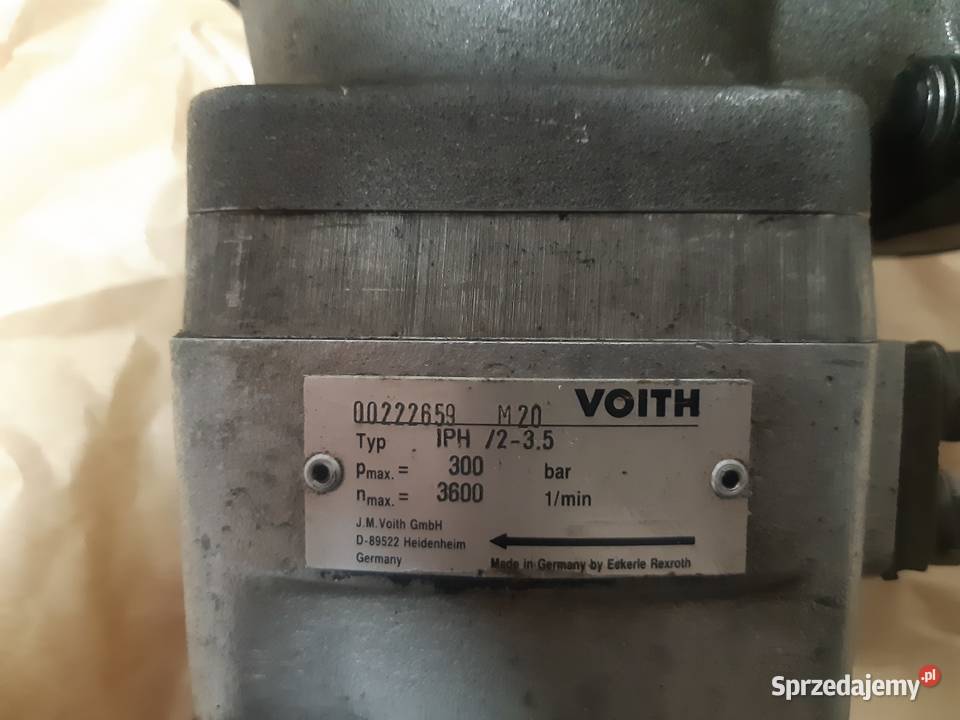 00222659 M20 VOITH
Typ IPH /2-3.5
pmax. = 300 bar
nmax. = 3600 1/min
J.M.Voith GmbH
D-89522 Heidenheim
Germany
Made in Germany by Eckerle Rexroth
Sprzedajemy.pl